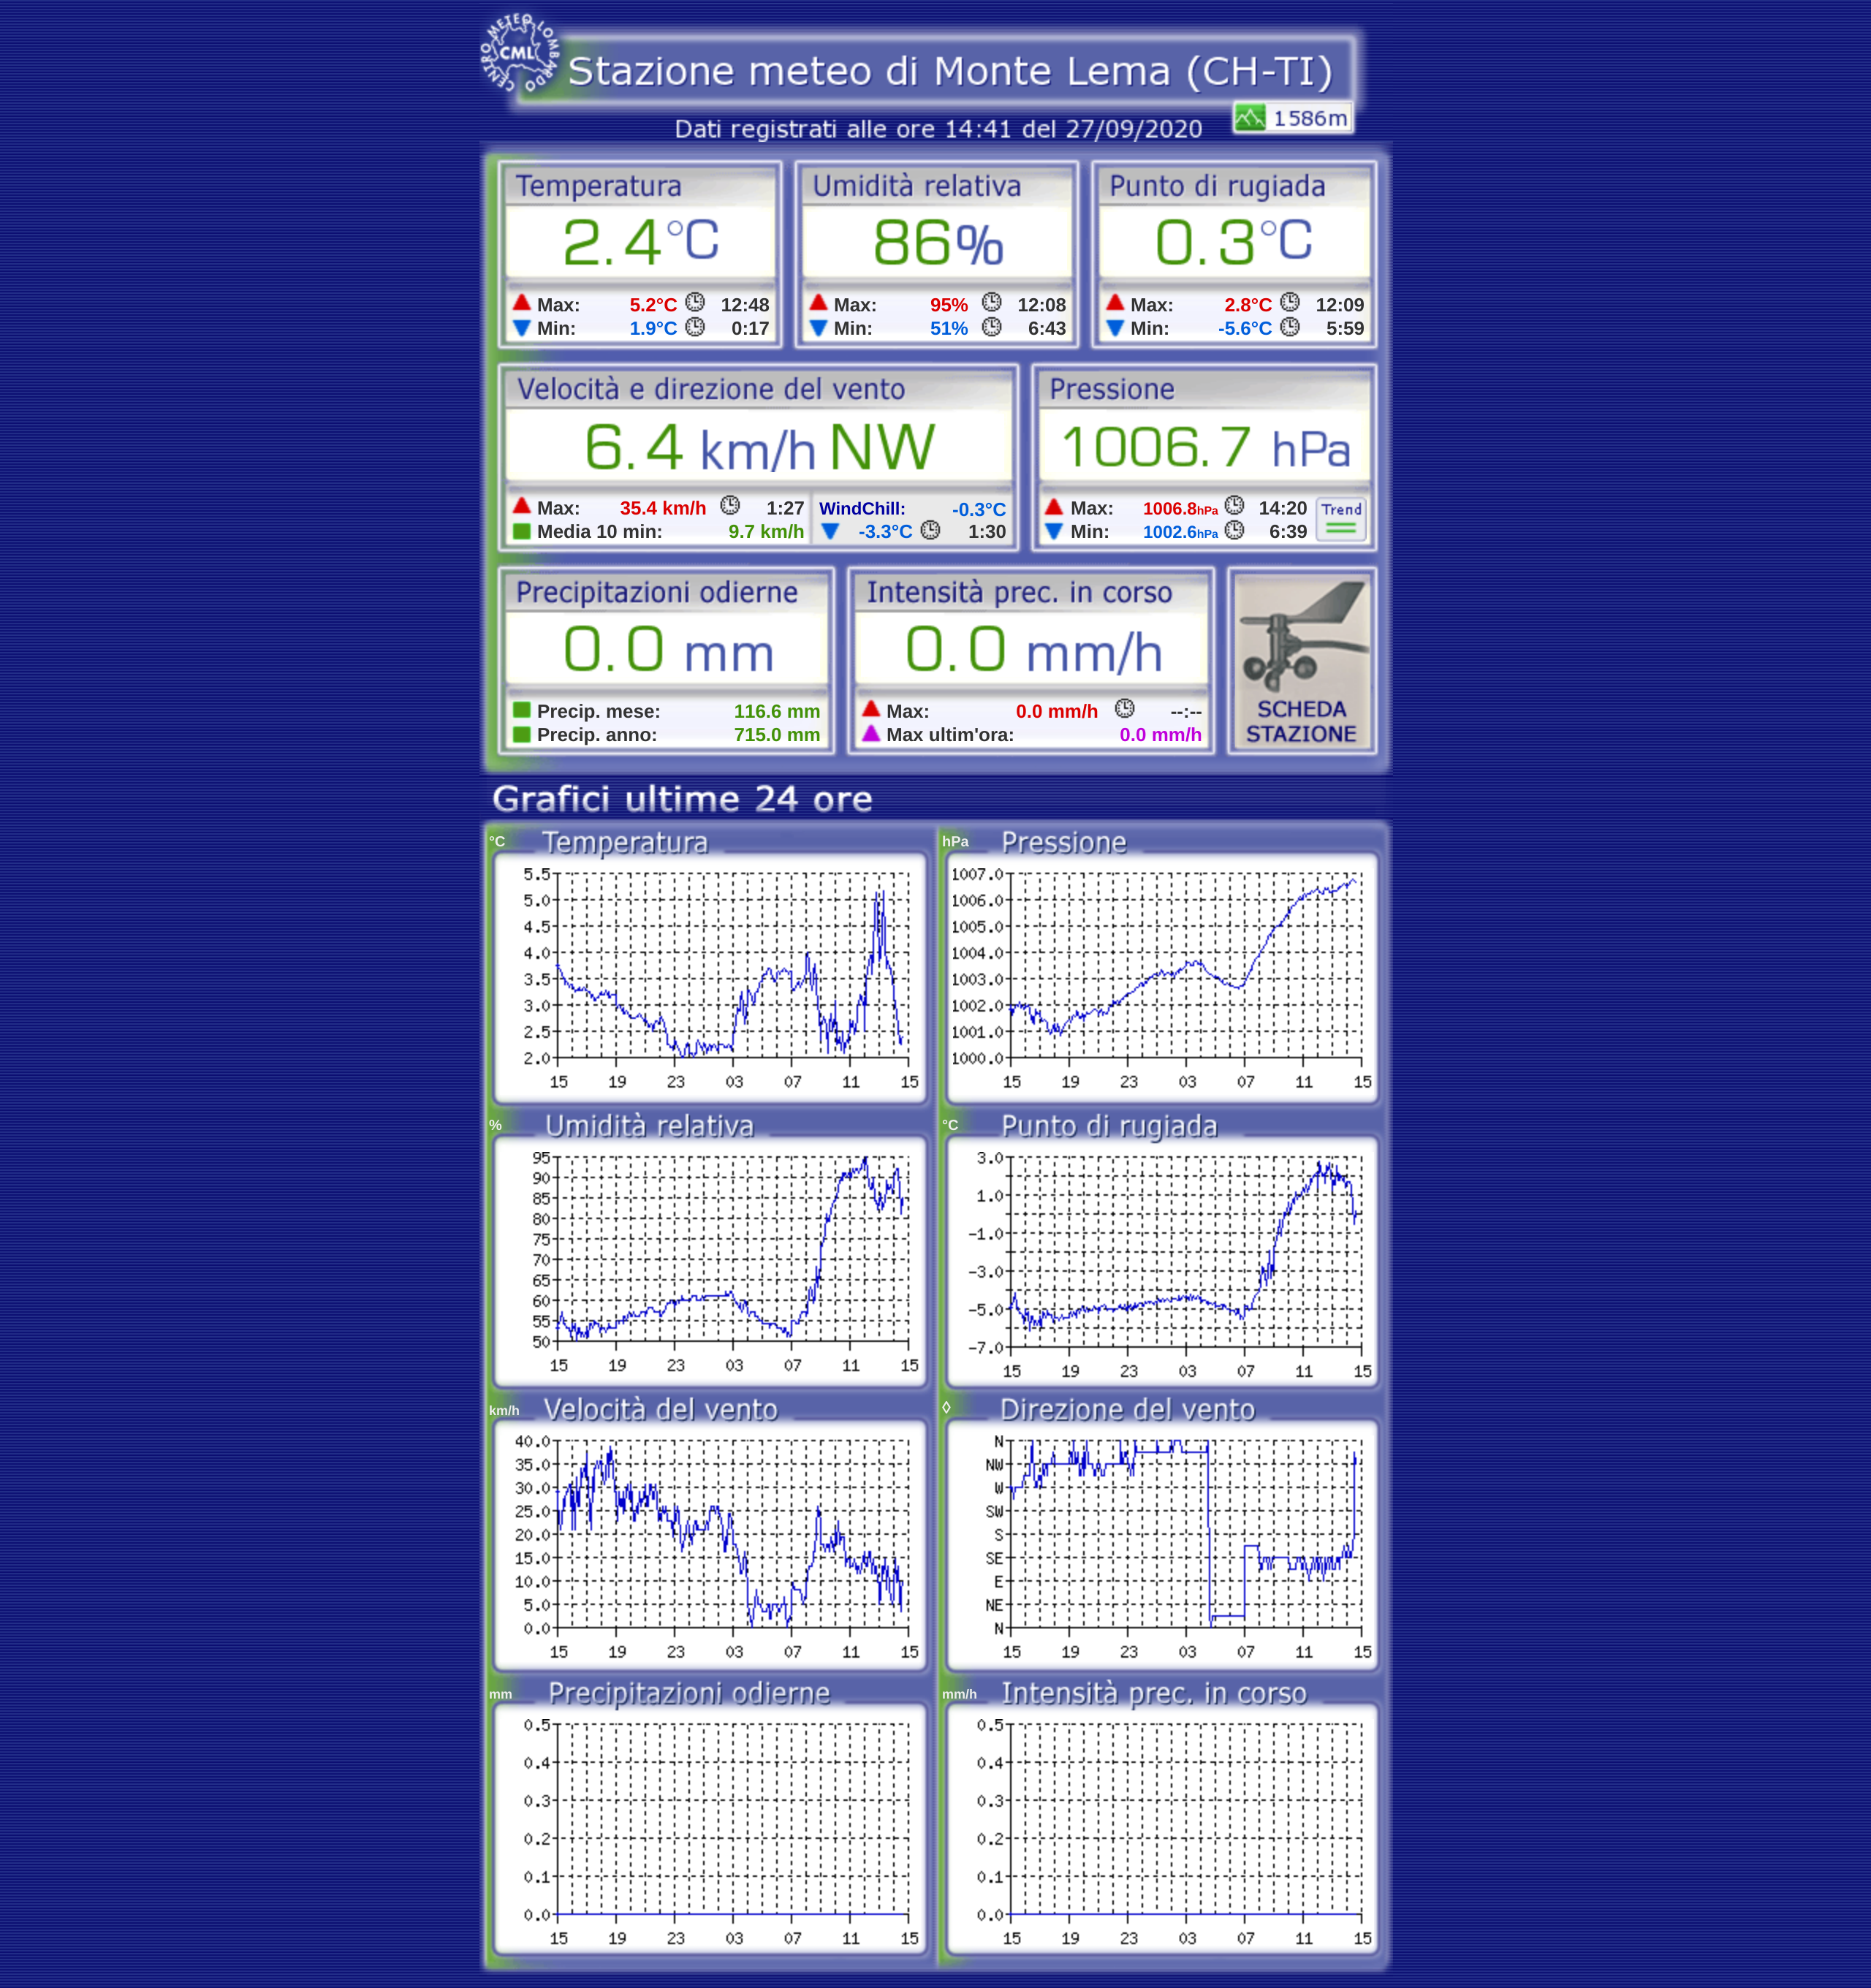 CENTRO METEO LOMBARDO
CML
Stazione meteo di Monte Lema (CH-TI)
1586m
Dati registrati alle ore 14:41 del 27/09/2020
Temperatura
2.4°C
Max: 5.2°C 12:48
Min: 1.9°C 0:17
Umidità relativa
86%
Max: 95% 12:08
Min: 51% 6:43
Punto di rugiada
0.3°C
Max: 2.8°C 12:09
Min: -5.6°C 5:59
Velocità e direzione del vento
6.4 km/h NW
Max: 35.4 km/h 1:27
Media 10 min: 9.7 km/h
WindChill: -0.3°C
-3.3°C 1:30
Pressione
1006.7 hPa
Max: 1006.8hPa 14:20
Min: 1002.6hPa 6:39
Trend
Precipitazioni odierne
0.0 mm
Precip. mese: 116.6 mm
Precip. anno: 715.0 mm
Intensità prec. in corso
0.0 mm/h
Max: 0.0 mm/h --:--
Max ultim'ora: 0.0 mm/h
SCHEDA
STAZIONE
Grafici ultime 24 ore
°C Temperatura
5.5
5.0
4.5
4.0
3.5
3.0
2.5
2.0
15 19 23 03 07 11 15
hPa Pressione
1007.0
1006.0
1005.0
1004.0
1003.0
1002.0
1001.0
1000.0
15 19 23 03 07 11 15
% Umidità relativa
95
90
85
80
75
70
65
60
55
50
15 19 23 03 07 11 15
°C Punto di rugiada
3.0
1.0
-1.0
-3.0
-5.0
-7.0
15 19 23 03 07 11 15
km/h Velocità del vento
40.0
35.0
30.0
25.0
20.0
15.0
10.0
5.0
0.0
15 19 23 03 07 11 15
◊ Direzione del vento
N
NW
W
SW
S
SE
E
NE
N
15 19 23 03 07 11 15
mm Precipitazioni odierne
0.5
0.4
0.3
0.2
0.1
0.0
15 19 23 03 07 11 15
mm/h Intensità prec. in corso
0.5
0.4
0.3
0.2
0.1
0.0
15 19 23 03 07 11 15